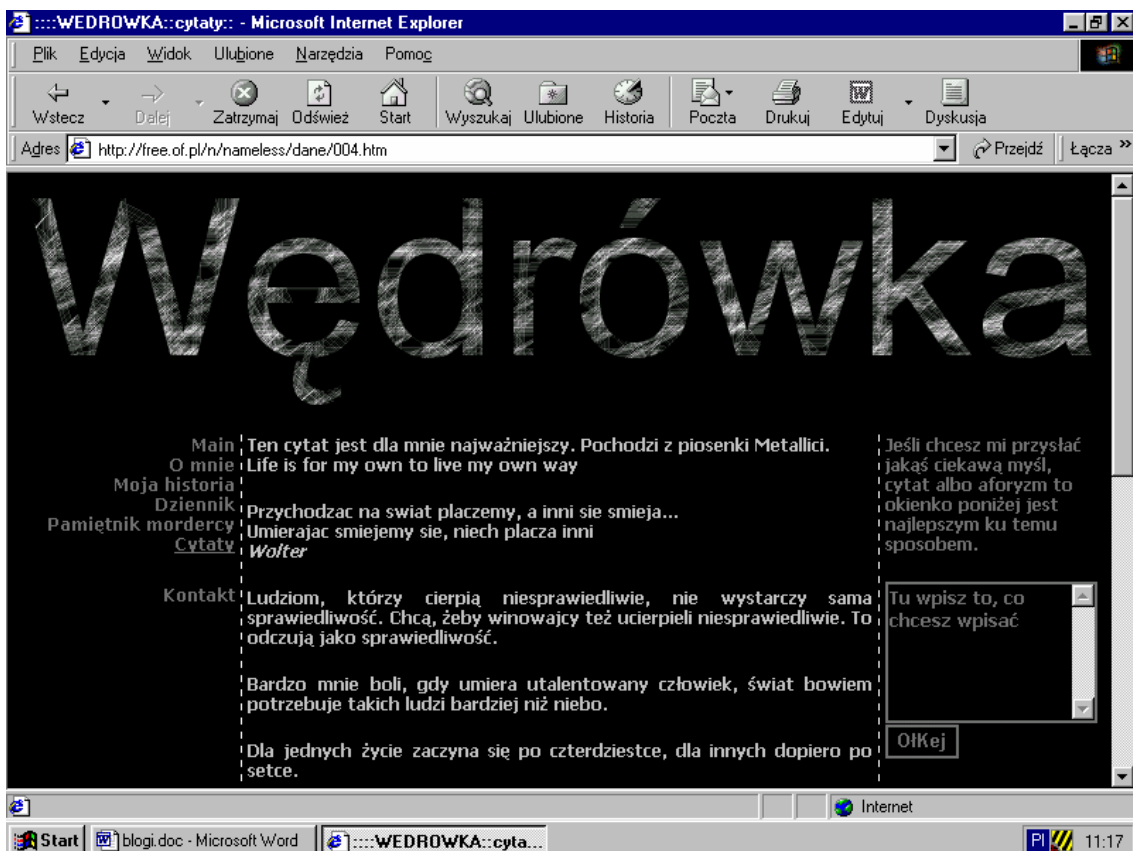 ::::WEDROWKA::cytaty:: - Microsoft Internet Explorer
Plik Edycja Widok Ulubione Narzędzia Pomoc
Wstecz Dalej Zatrzymaj Odśwież Start Wyszukaj Ulubione Historia Poczta Drukuj Edytuj Dyskusja
Adres http://free.of.pl/n/nameless/dane/004.htm Przejdź Łącza »
Wędrówka
Main
O mnie
Moja historia
Dziennik
Pamiętnik mordercy
Cytaty
Kontakt
Ten cytat jest dla mnie najważniejszy. Pochodzi z piosenki Metallici.
Life is for my own to live my own way
Przychodzac na swiat placzemy, a inni sie smieja...
Umierajac smiejemy sie, niech placza inni
Wolter
Ludziom, którzy cierpią niesprawiedliwie, nie wystarczy sama
sprawiedliwość. Chcą, żeby winowajcy też ucierpieli niesprawiedliwie. To
odczują jako sprawiedliwość.
Bardzo mnie boli, gdy umiera utalentowany człowiek, świat bowiem
potrzebuje takich ludzi bardziej niż niebo.
Dla jednych życie zaczyna się po czterdziestce, dla innych dopiero po
setce.
Jeśli chcesz mi przysłać
jakąś ciekawą myśl,
cytat albo aforyzm to
okienko poniżej jest
najlepszym ku temu
sposobem.
Tu wpisz to, co
chcesz wpisać
OłKej
Internet
Start blogi.doc - Microsoft Word ::::WEDROWKA::cyta... Pl 11:17